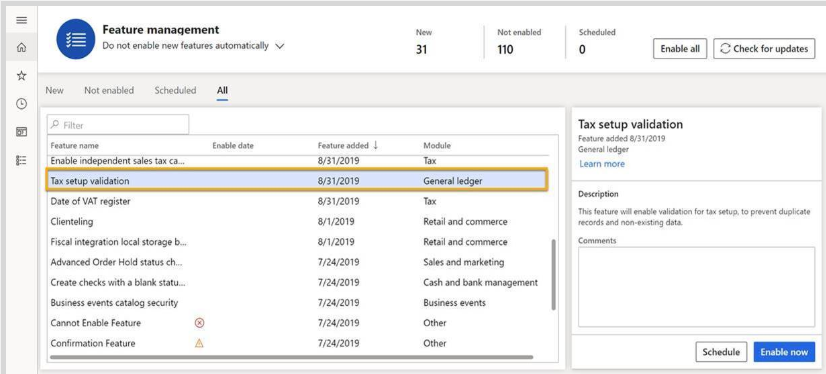 Feature management
Do not enable new features automatically
New
31
Not enabled
110
Scheduled
0
Enable all
Check for updates
New Not enabled Scheduled All
Filter
Feature name Enable date Feature added ↓ Module
Enable independent sales tax ca... 8/31/2019 Tax
Tax setup validation 8/31/2019 General ledger
Date of VAT register 8/31/2019 Tax
Clienteling 8/1/2019 Retail and commerce
Fiscal integration local storage b... 8/1/2019 Retail and commerce
Advanced Order Hold status ch... 7/24/2019 Sales and marketing
Create checks with a blank statu... 7/24/2019 Cash and bank management
Business events catalog security 7/24/2019 Business events
Cannot Enable Feature 7/24/2019 Other
Confirmation Feature 7/24/2019 Other
Tax setup validation
Feature added 8/31/2019
General ledger
Learn more
Description
This feature will enable validation for tax setup, to prevent duplicate
records and non-existing data.
Comments
Schedule
Enable now